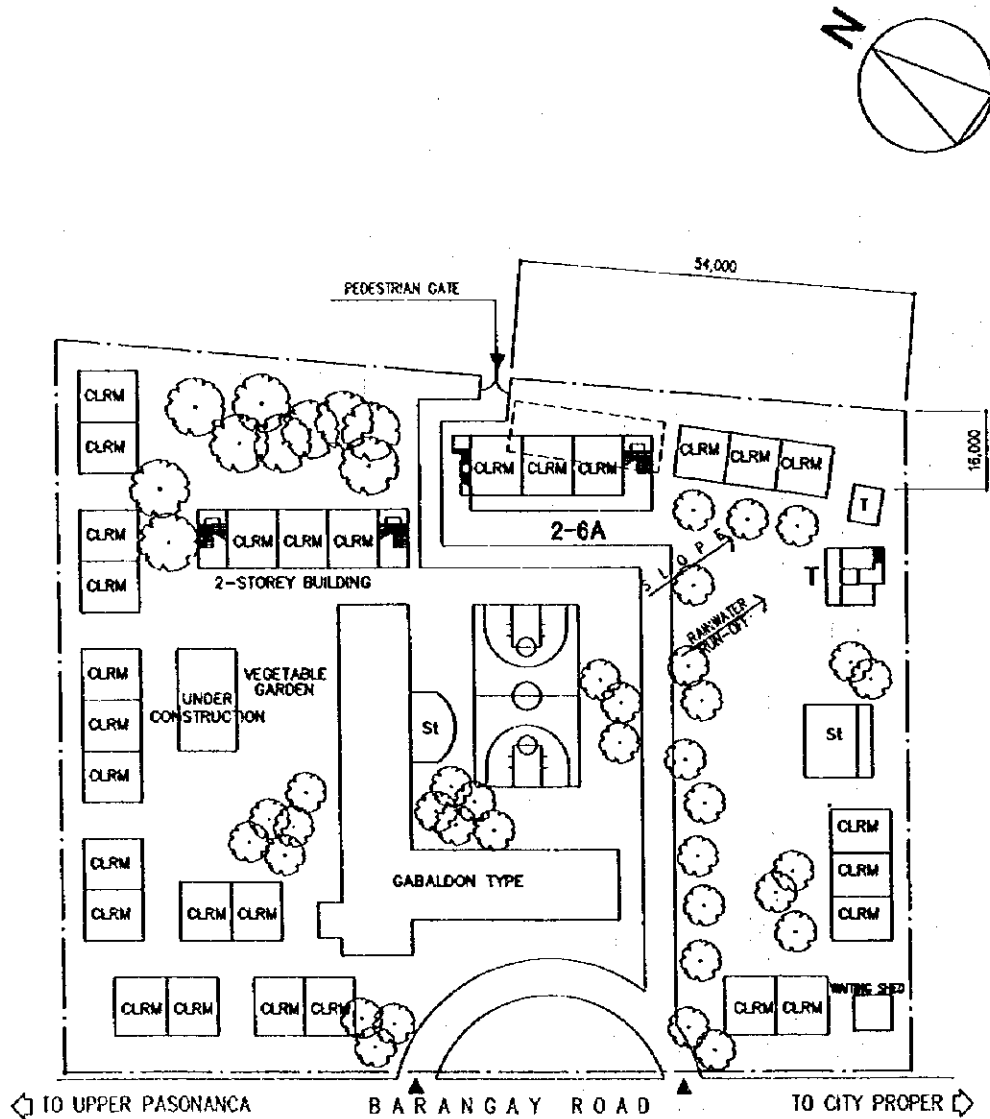 N
54,000
PEDESTRIAN GATE
16,000
CLRM
CLRM
CLRM CLRM CLRM
CLRM CLRM CLRM
T
2-6A
CLRM
CLRM
CLRM CLRM CLRM
2-STOREY BUILDING
SLOPE
T
RAINWATER
RUN-OFF
CLRM
CLRM
CLRM
UNDER
CONSTRUCTION
VEGETABLE
GARDEN
St
St
CLRM
CLRM
CLRM CLRM
GABALDON TYPE
CLRM
CLRM
CLRM
CLRM CLRM
CLRM CLRM
CLRM CLRM
WAITING SHED
TO UPPER PASONANCA
BARANGAY ROAD
TO CITY PROPER